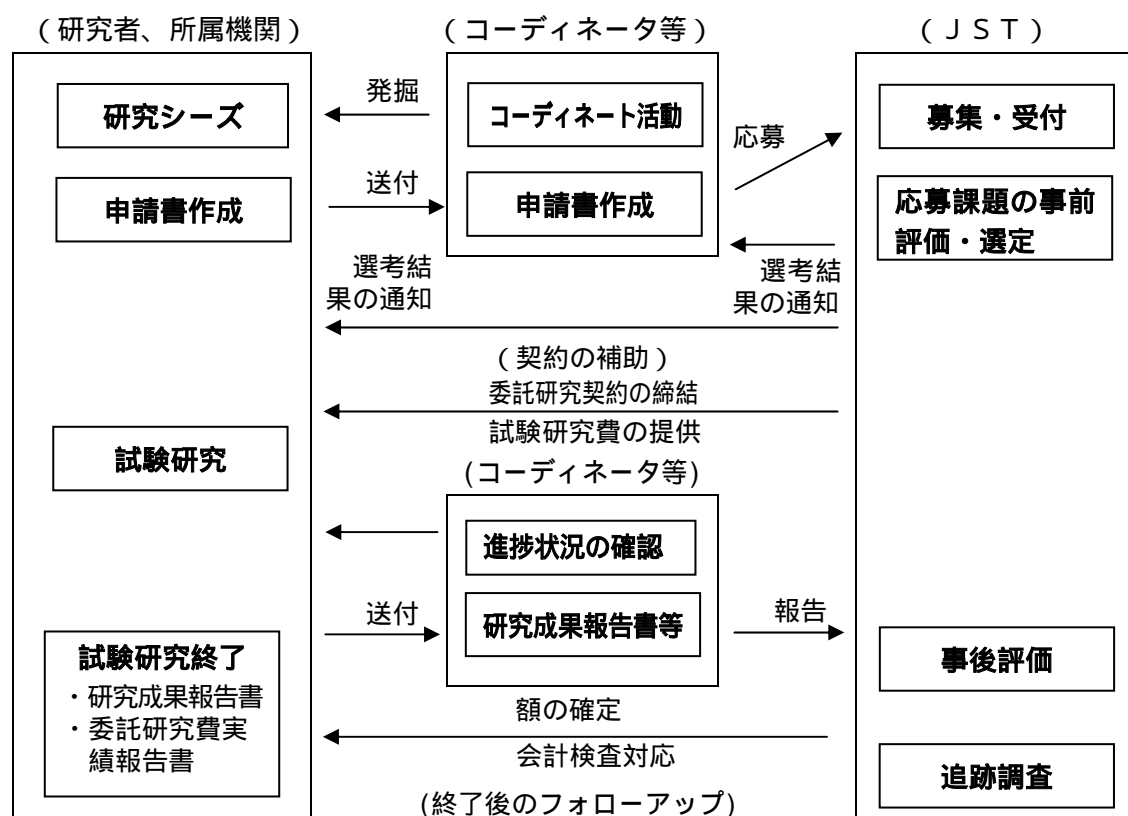 （研究者、所属機関）
（コーディネータ等）
（ＪＳＴ）
研究シーズ
発掘
コーディネート活動
応募
募集・受付
申請書作成
送付
申請書作成
応募課題の事前
評価・選定
選考結
果の通知
選考結
果の通知
（契約の補助）
委託研究契約の締結
試験研究費の提供
試験研究
(コーディネータ等)
進捗状況の確認
送付
研究成果報告書等
報告
試験研究終了
・研究成果報告書
・委託研究費実
績報告書
事後評価
額の確定
会計検査対応
追跡調査
(終了後のフォローアップ)